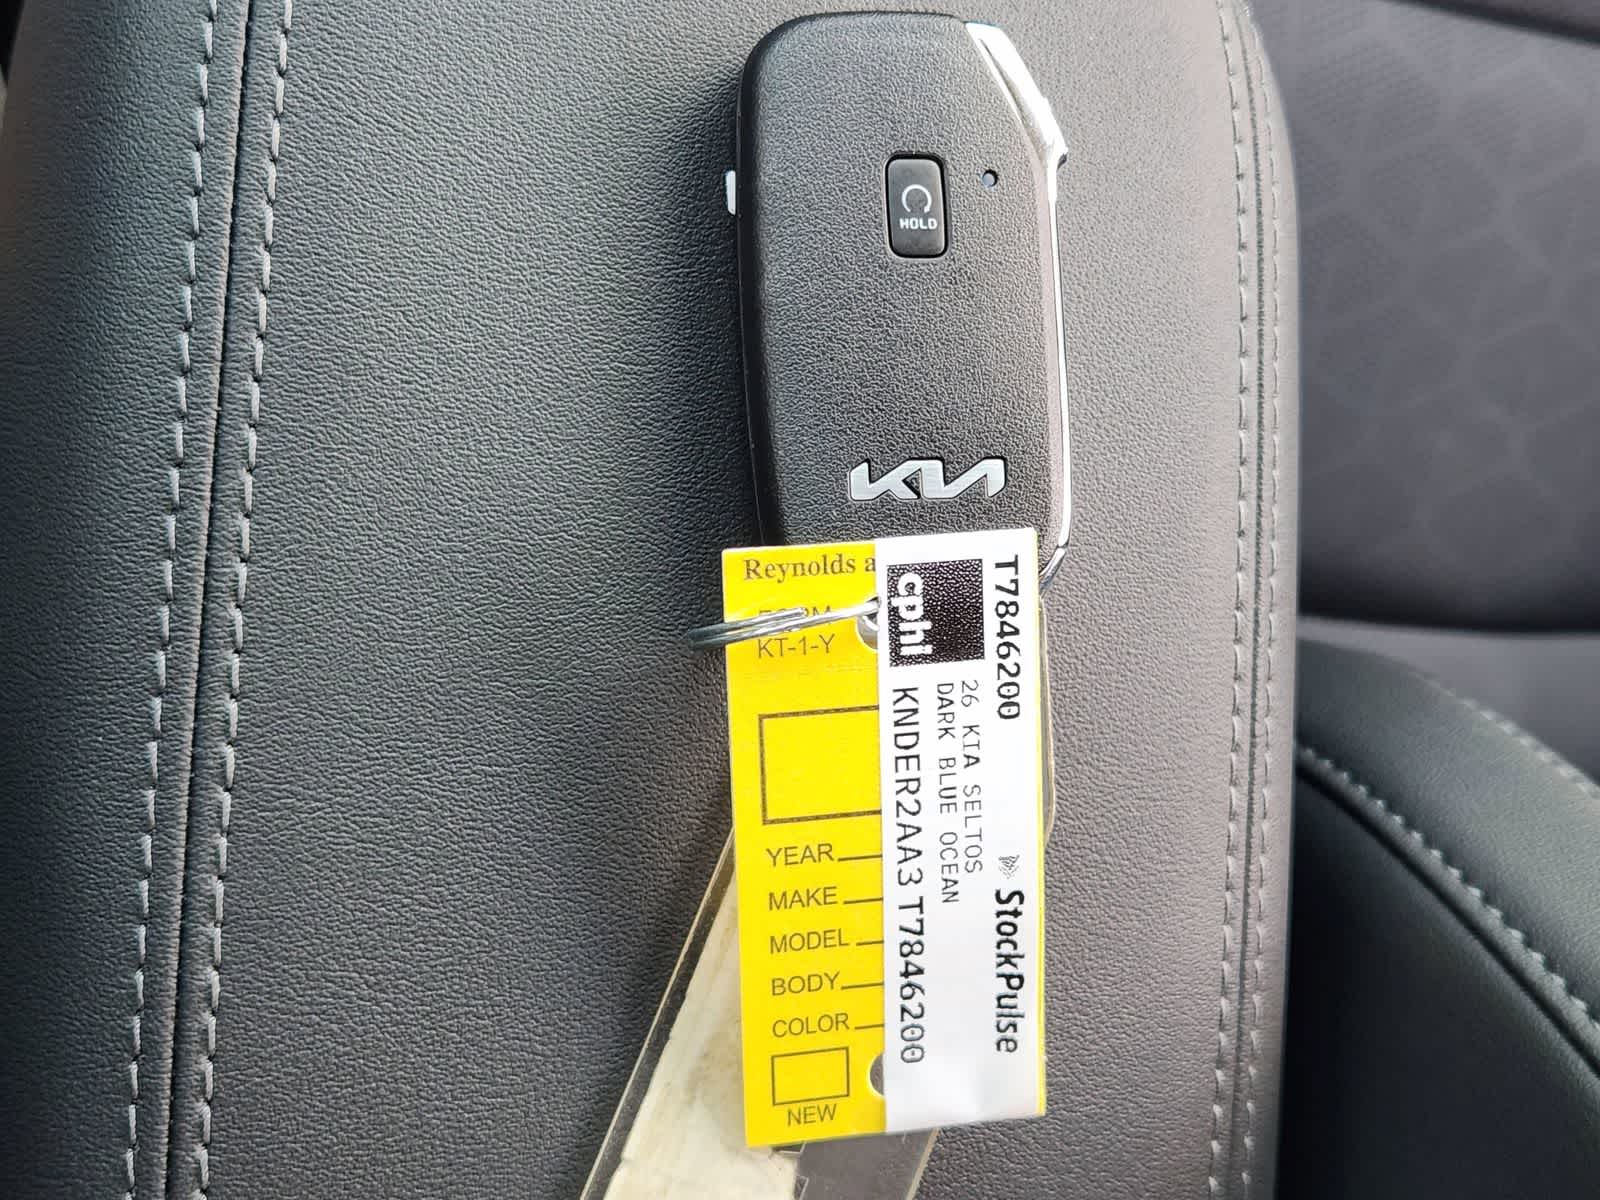 HOLD
KIA
Reynolds a
KT-1-Y
YEAR
MAKE
MODEL
BODY
COLOR
NEW
T7846200
StockPulse
cphi
26 KIA SELTOS
DARK BLUE OCEAN
KNDER2AA3 T7846200